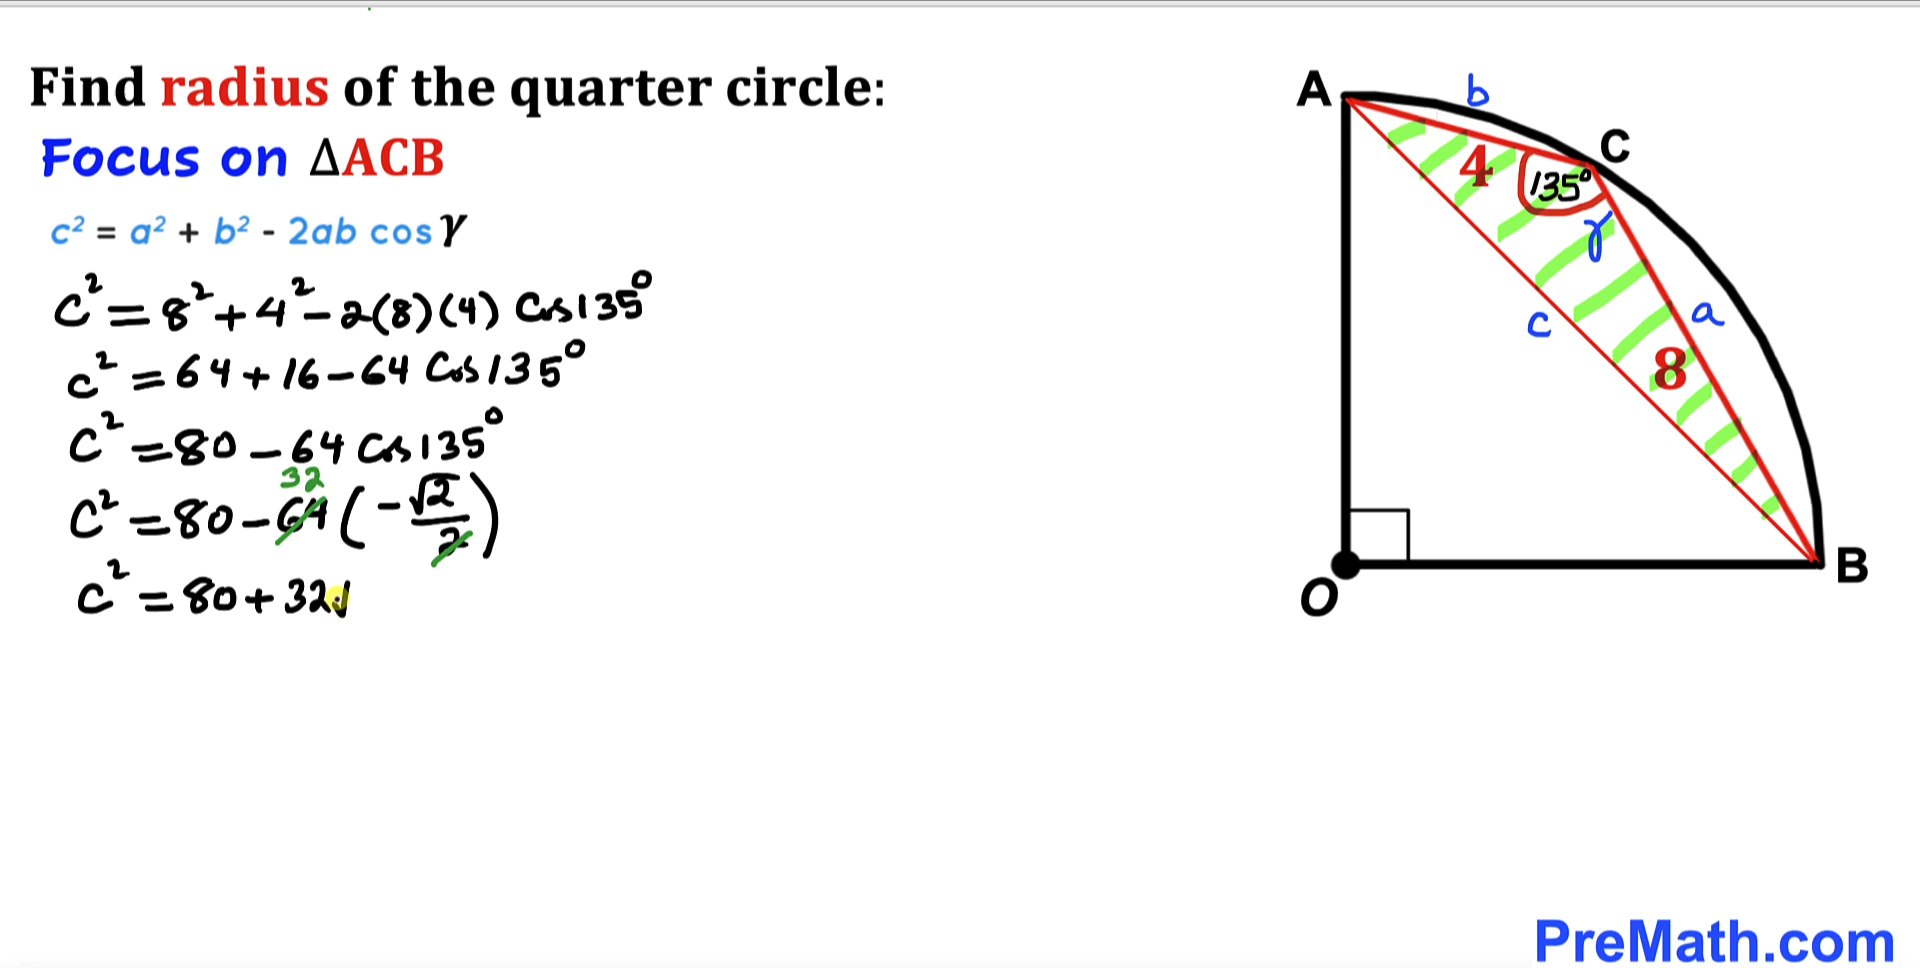 Find radius of the quarter circle:
Focus on ΔACB
c² = a² + b² - 2ab cos γ
c² = 8² + 4² - 2(8)(4) Cos135°
c² = 64 + 16 - 64 Cos135°
c² = 80 - 64 Cos135°
32
c² = 80 - 64 (-√2/2)
c² = 80 + 32√
A
b
C
4
135°
γ
c
a
8
B
O
PreMath.com